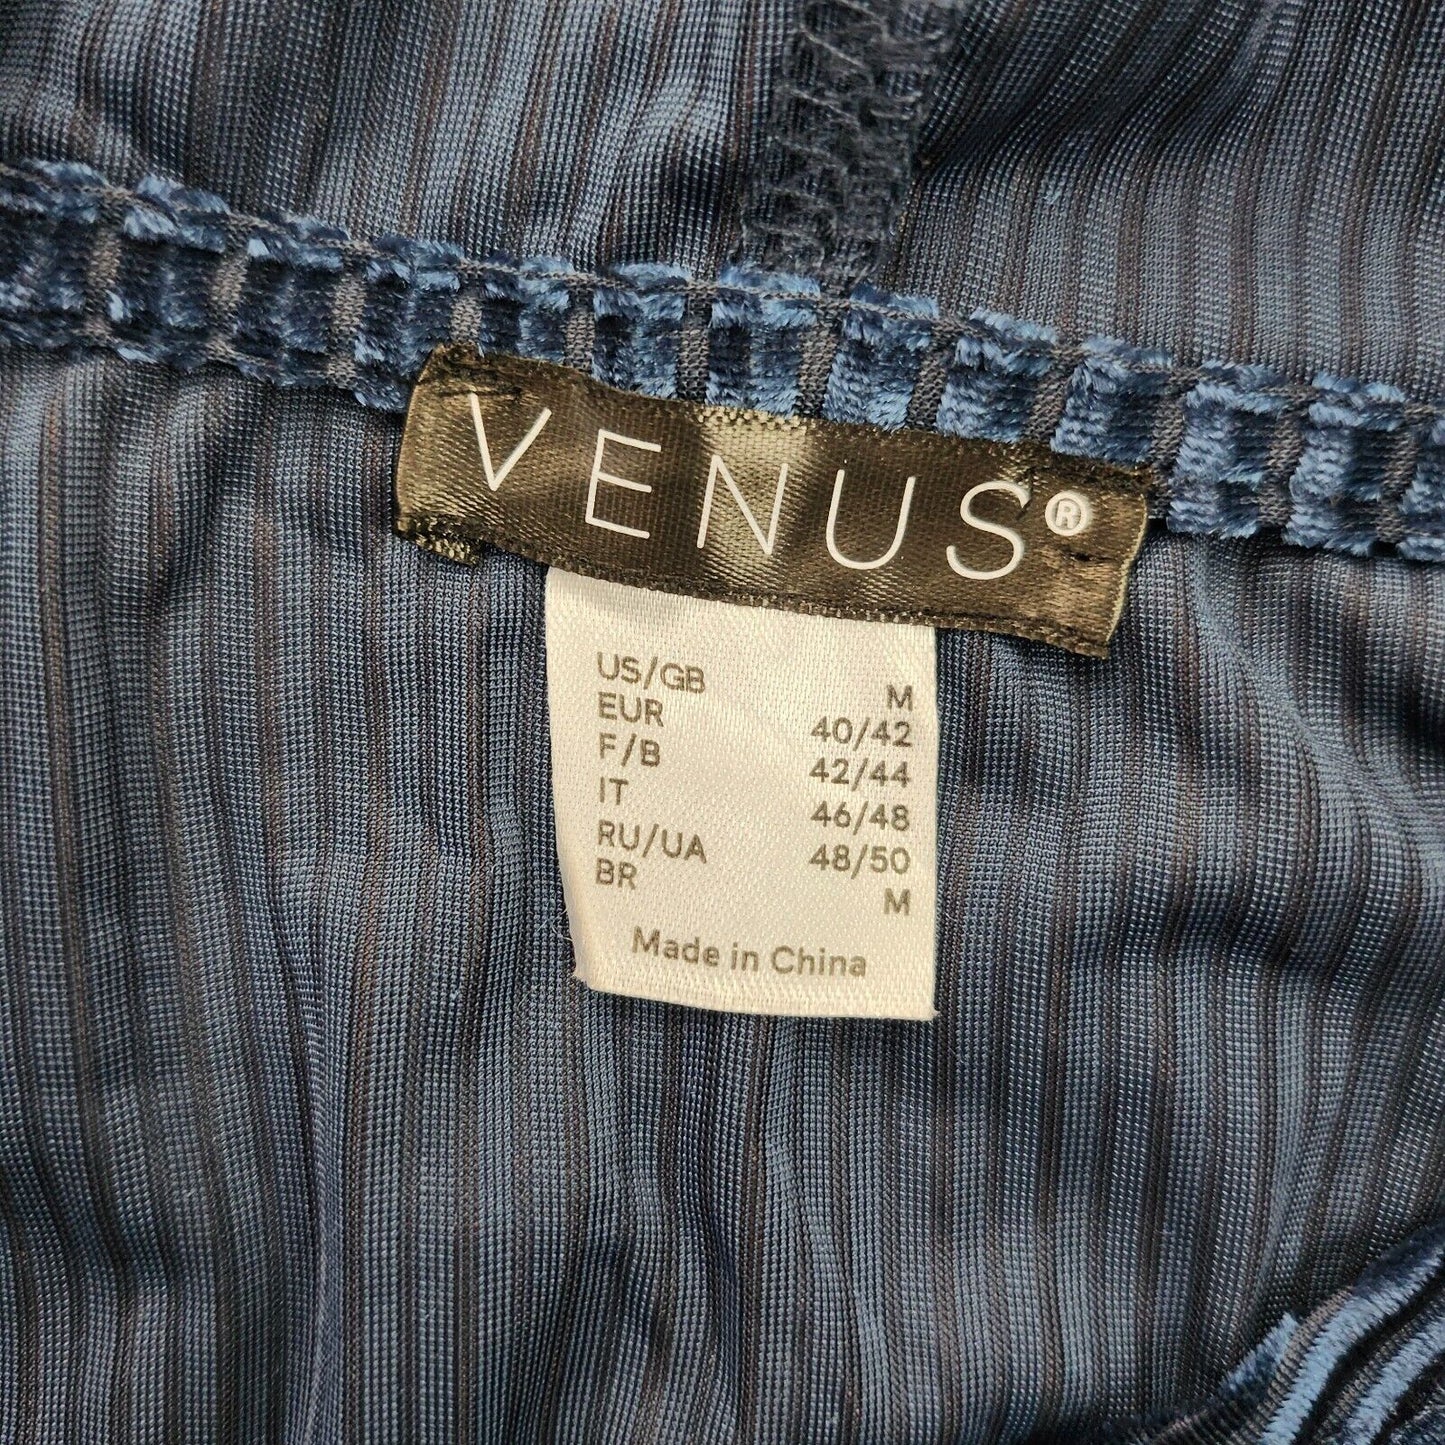 VENUS®
US/GB M
EUR 40/42
F/B 42/44
IT 46/48
RU/UA 48/50
BR M
Made in China